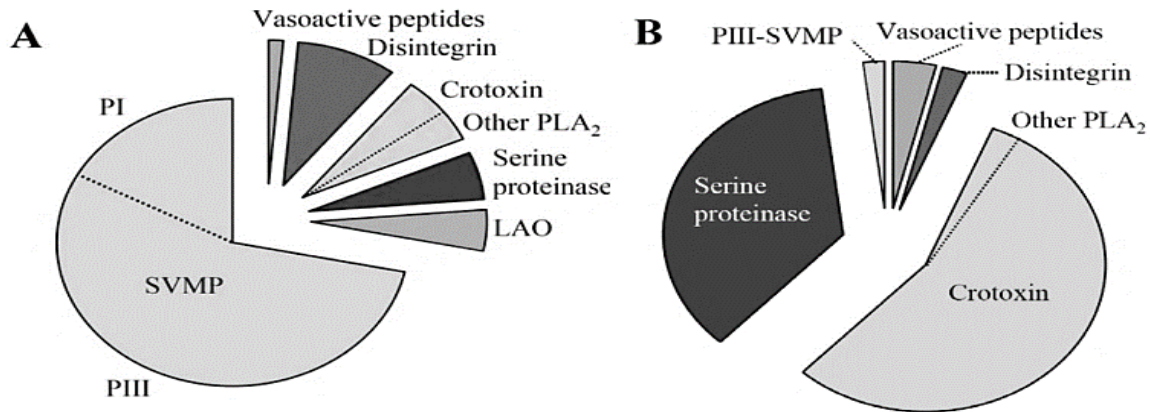 A
Vasoactive peptides
Disintegrin
Crotoxin
Other PLA₂
Serine
proteinase
LAO
PI
SVMP
PIII
B
PIII-SVMP
Vasoactive peptides
Disintegrin
Other PLA₂
Serine
proteinase
Crotoxin